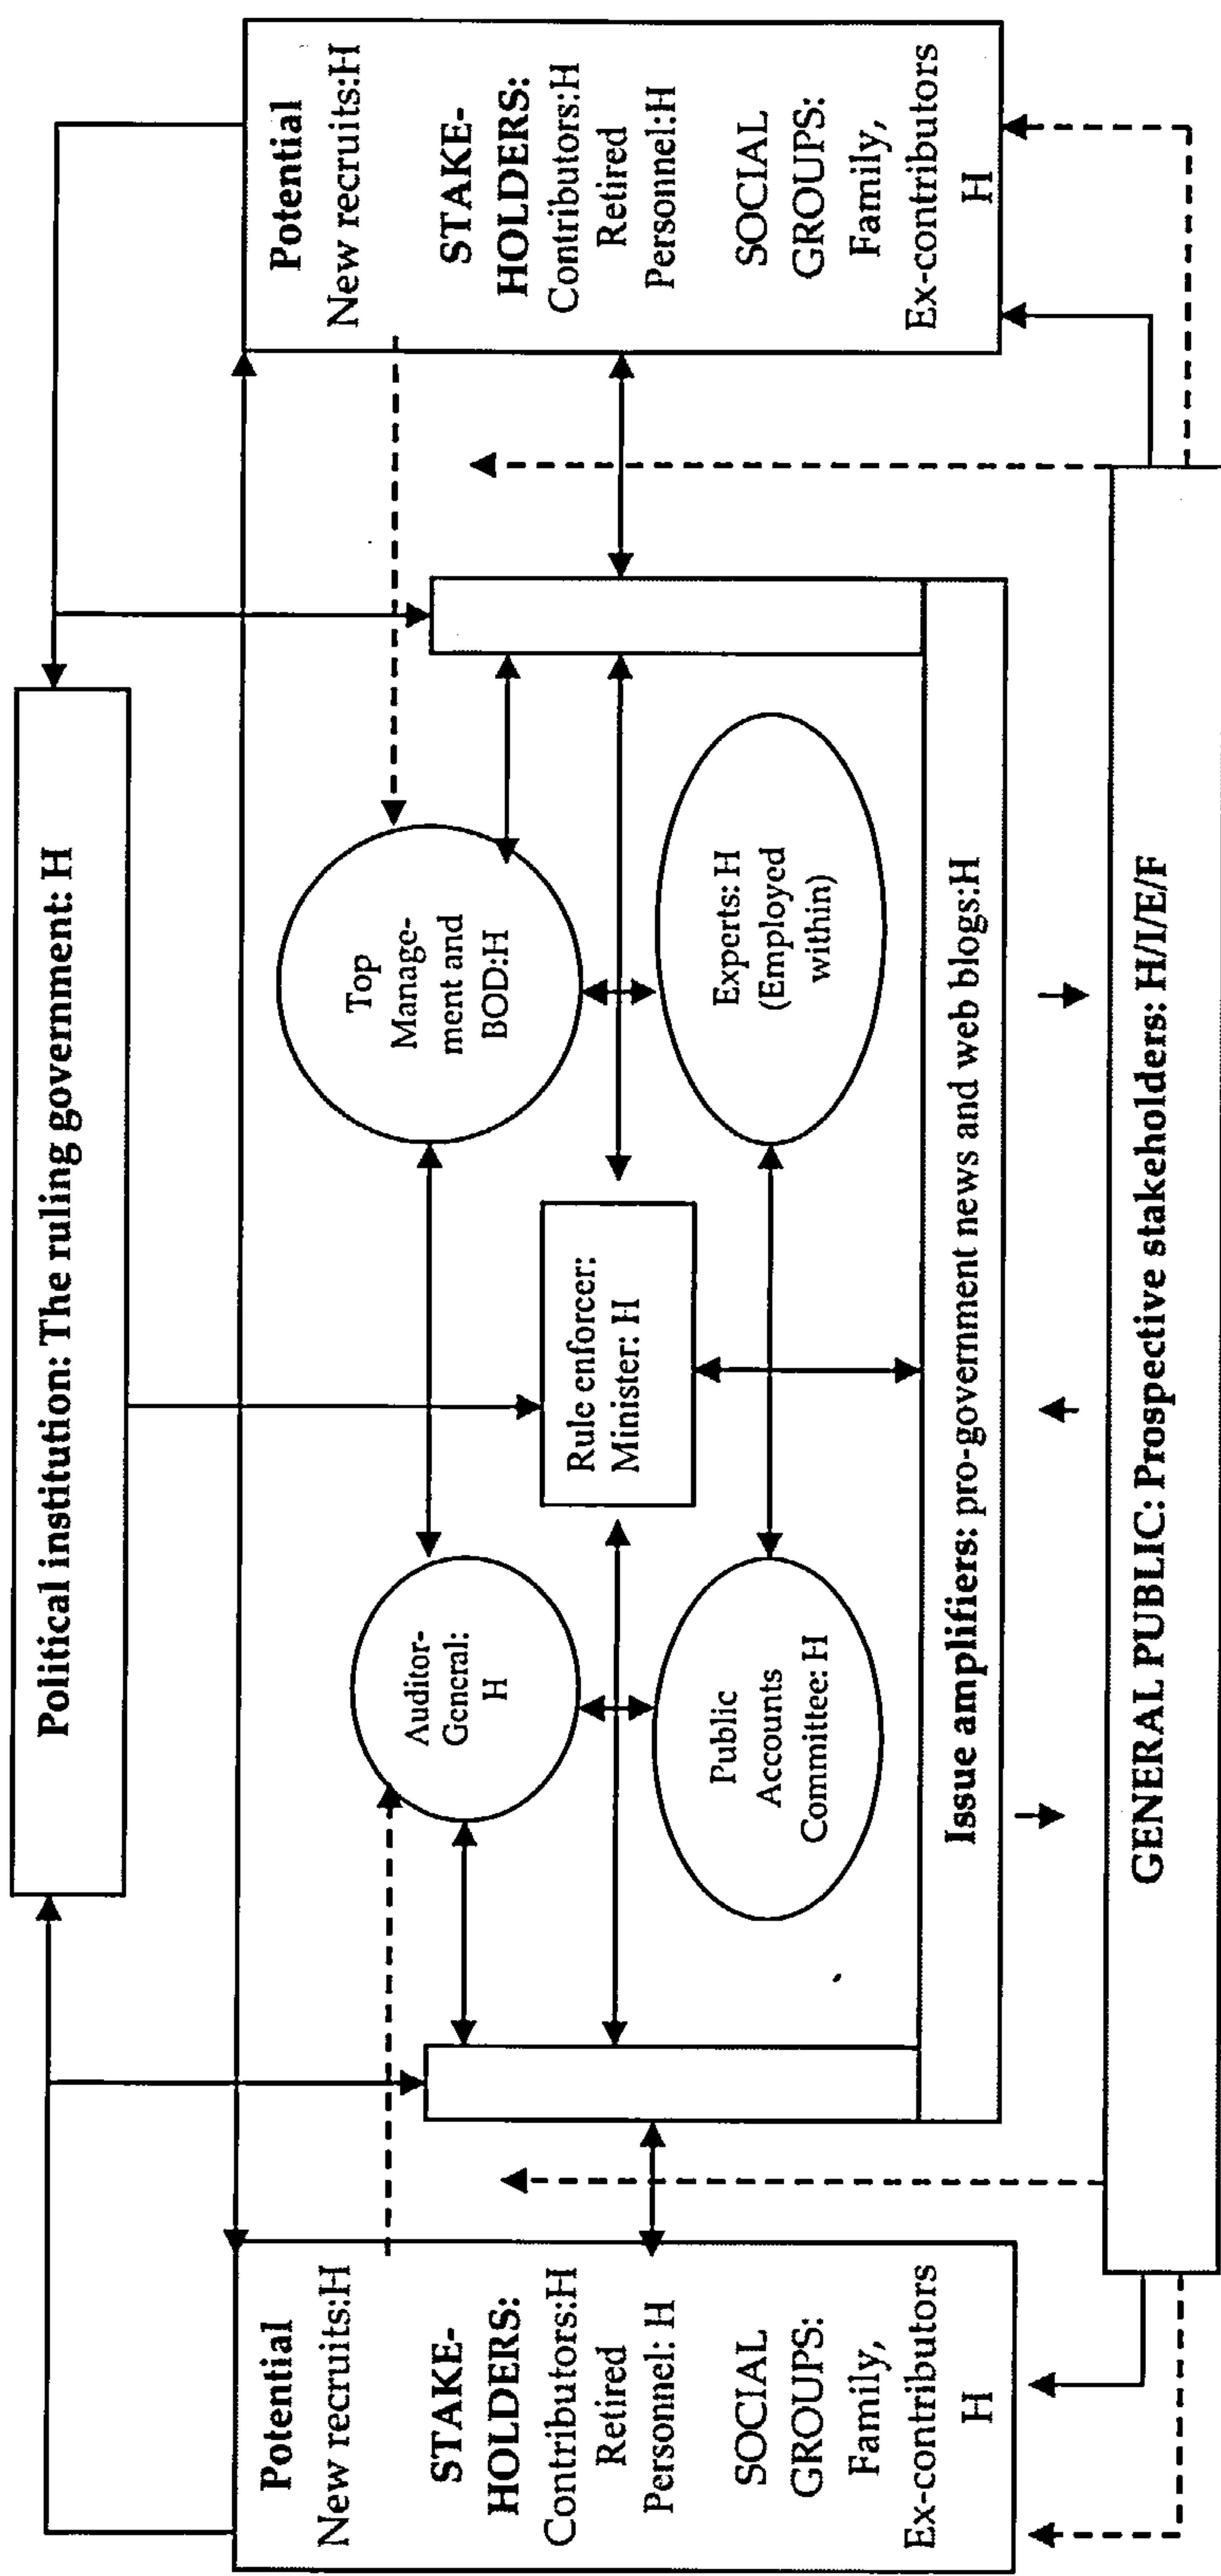 Political institution: The ruling government: H
Potential
New recruits:H
STAKE-
HOLDERS:
Contributors:H
Retired
Personnel: H
SOCIAL
GROUPS:
Family,
Ex-contributors
H
Auditor-
General:
H
Public
Accounts
Committee: H
Rule enforcer:
Minister: H
Top
Manage-
ment and
BOD:H
Experts: H
(Employed
within)
Potential
New recruits:H
STAKE-
HOLDERS:
Contributors:H
Retired
Personnel:H
SOCIAL
GROUPS:
Family,
Ex-contributors
H
Issue amplifiers: pro-government news and web blogs:H
GENERAL PUBLIC: Prospective stakeholders: H/I/E/F